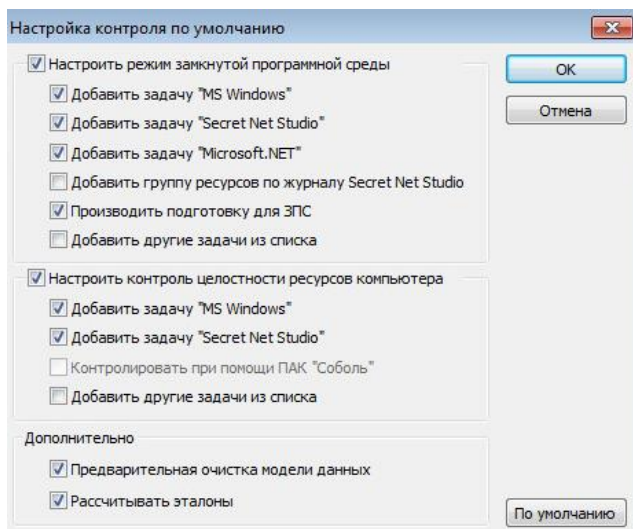 Настройка контроля по умолчанию
Настроить режим замкнутой программной среды
Добавить задачу "MS Windows"
Добавить задачу "Secret Net Studio"
Добавить задачу "Microsoft.NET"
Добавить группу ресурсов по журналу Secret Net Studio
Производить подготовку для ЗПС
Добавить другие задачи из списка
Настроить контроль целостности ресурсов компьютера
Добавить задачу "MS Windows"
Добавить задачу "Secret Net Studio"
Контролировать при помощи ПАК "Соболь"
Добавить другие задачи из списка
Дополнительно
Предварительная очистка модели данных
Рассчитывать эталоны
ОК
Отмена
По умолчанию